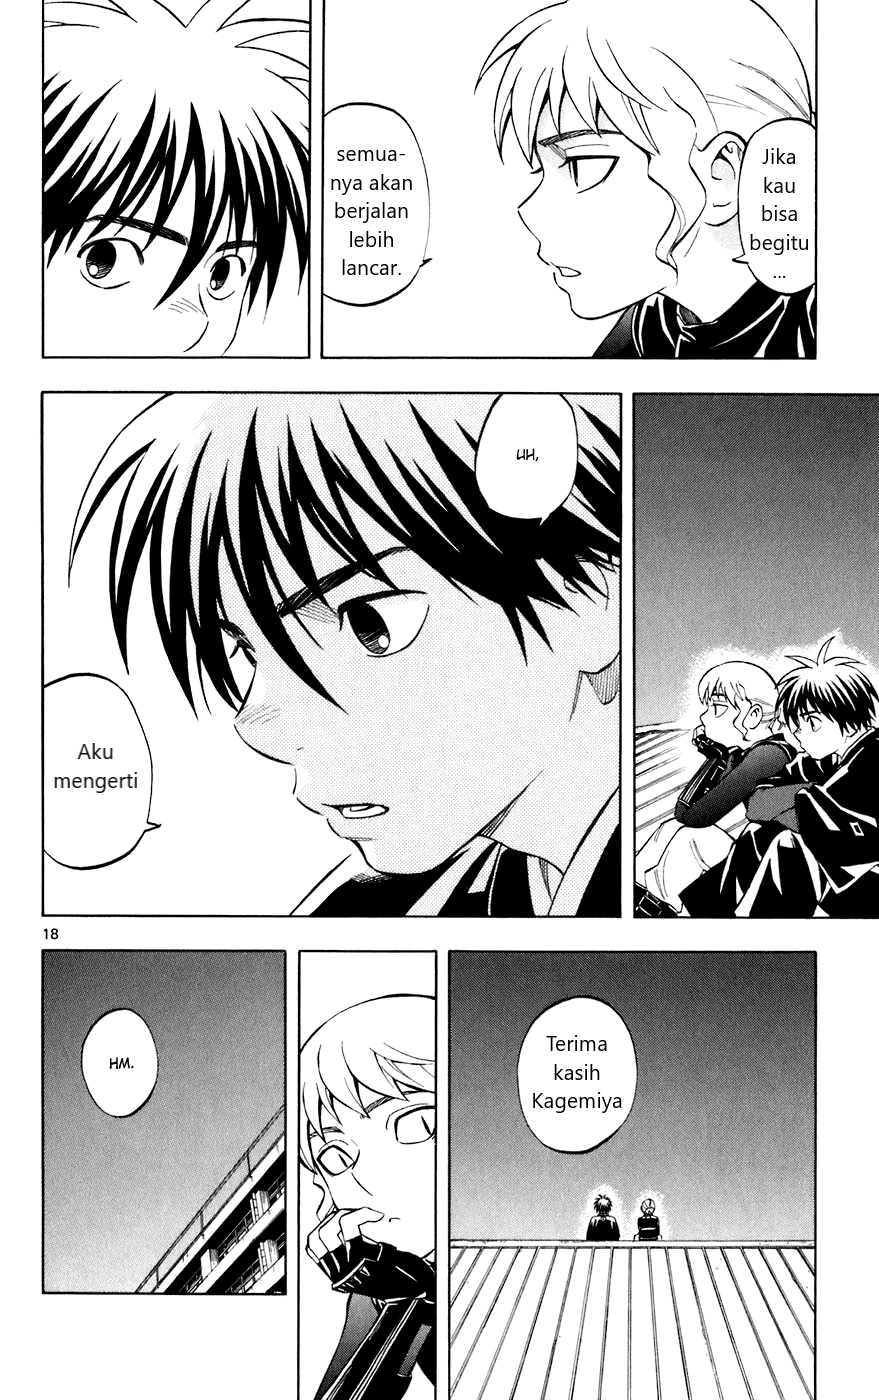 Jika
kau
bisa
begitu
...
semua-
nya akan
berjalan
lebih
lancar.
UH,
Aku
mengerti
18
Terima
kasih
Kagemiya
HM.